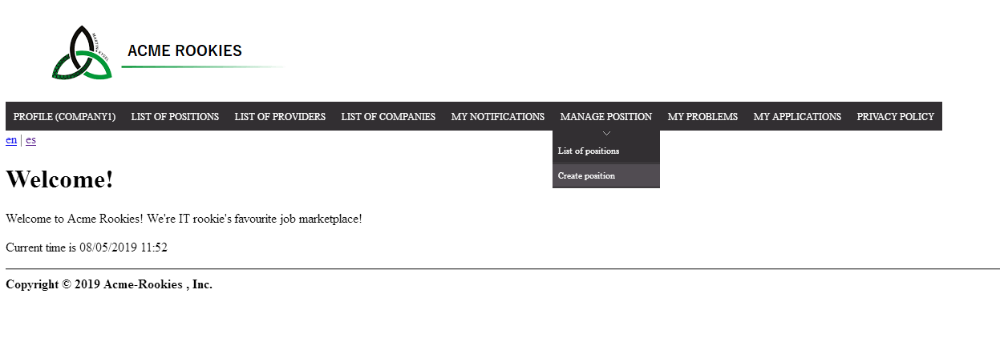 ACME ROOKIES
PROFILE (COMPANY1) LIST OF POSITIONS LIST OF PROVIDERS LIST OF COMPANIES MY NOTIFICATIONS MANAGE POSITION MY PROBLEMS MY APPLICATIONS PRIVACY POLICY
List of positions
Create position
en | es
Welcome!
Welcome to Acme Rookies! We're IT rookie's favourite job marketplace!
Current time is 08/05/2019 11:52
Copyright © 2019 Acme-Rookies , Inc.